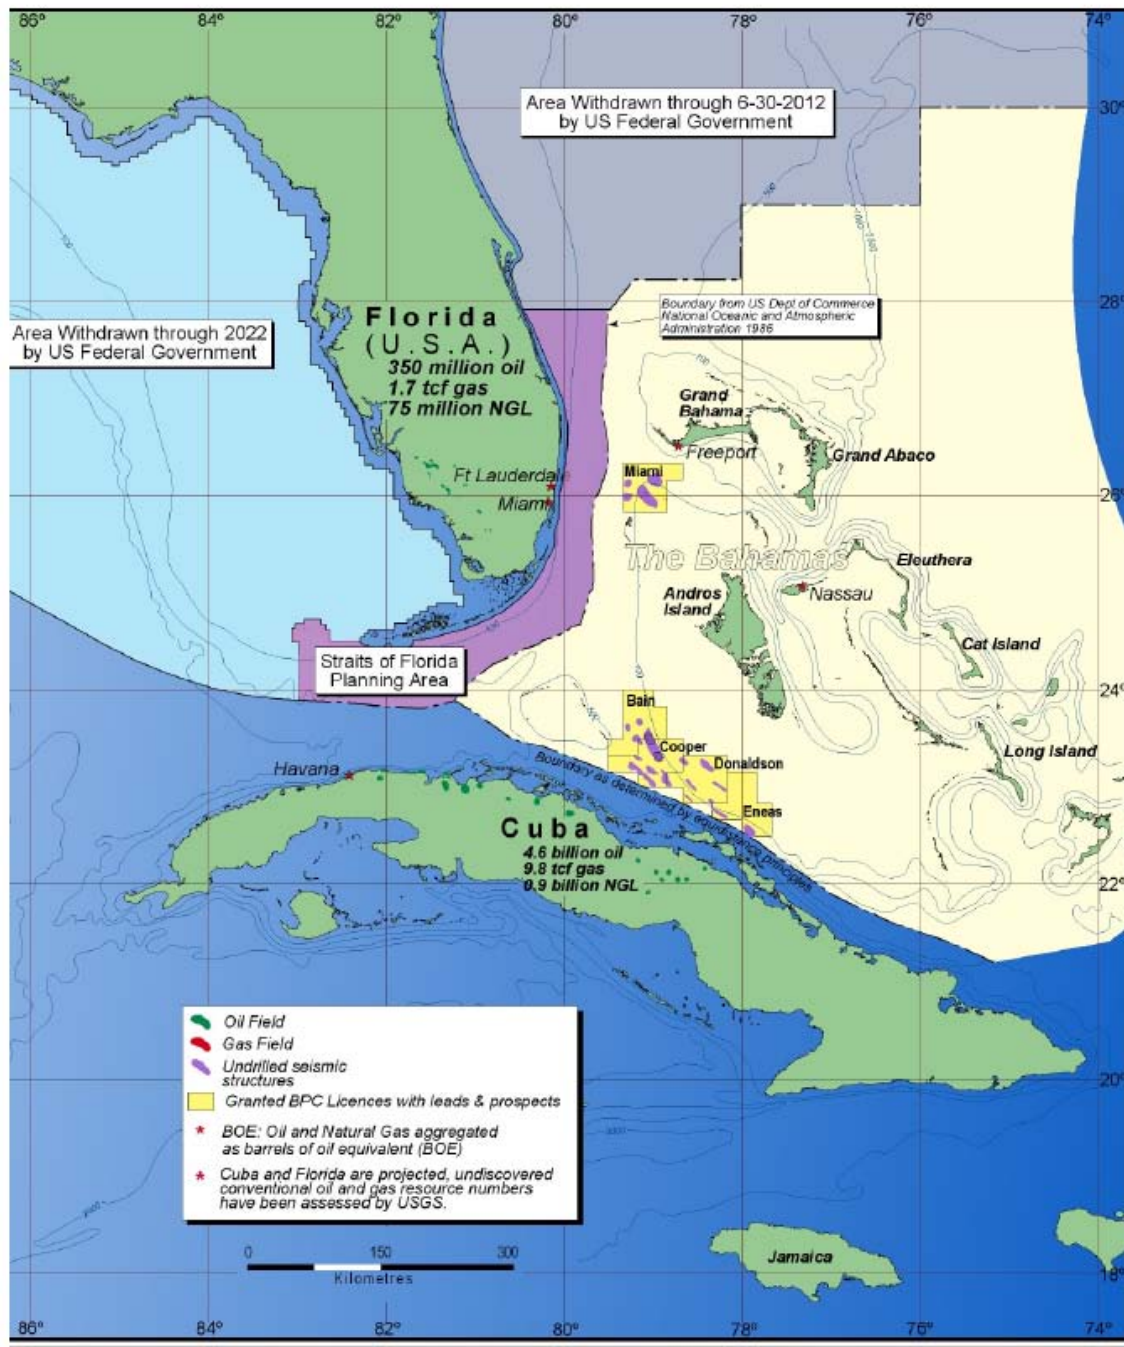 86°
84°
82°
80°
78°
76°
74°
Area Withdrawn through 6-30-2012
by US Federal Government
30°
28°
Boundary from US Dept of Commerce
National Oceanic and Atmospheric
Administration 1986
Area Withdrawn through 2022
by US Federal Government
Florida
(U.S.A.)
350 million oil
1.7 tcf gas
75 million NGL
Grand
Bahama
Freeport
Grand Abaco
Ft Lauderdale
Miami
Miami
26°
The Bahamas
Eleuthera
Andros
Island
Nassau
Cat Island
Straits of Florida
Planning Area
24°
Bain
Cooper
Donaldson
Eneas
Long Island
Boundary as determined by equidistance principles
Havana
Cuba
4.6 billion oil
9.8 tcf gas
0.9 billion NGL
22°
Oil Field
Gas Field
Undrilled seismic
structures
Granted BPC Licences with leads & prospects
* BOE: Oil and Natural Gas aggregated
as barrels of oil equivalent (BOE)
* Cuba and Florida are projected, undiscovered
conventional oil and gas resource numbers
have been assessed by USGS.
20°
0 150 300
Kilometres
Jamaica
18°
86°
84°
82°
80°
78°
76°
74°